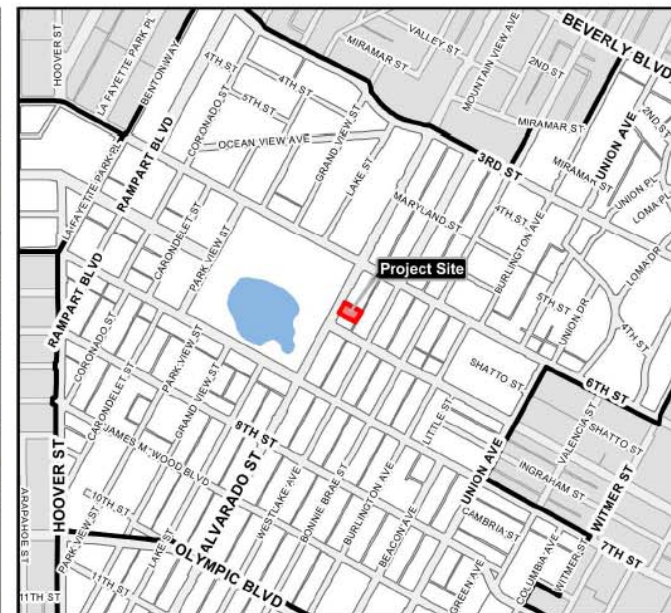 BEVERLY BLVD
HOOVER ST
LA FAYETTE PARK PL
BENTON WAY
4TH ST
4TH ST
5TH ST
CORONADO ST
OCEAN VIEW AVE
GRAND VIEW ST
LAKE ST
MIRAMAR ST
VALLEY ST
MOUNTAIN VIEW AVE
2ND ST
2ND ST
MIRAMAR ST
UNION AVE
MIRAMAR ST
UNION PL
LOMA PL
3RD ST
MARYLAND ST
4TH ST
BURLINGTON AVE
LOMA DR
RAMPART BLVD
LA FAYETTE PARK PL
CARONDELET ST
PARK VIEW ST
Project Site
5TH ST
UNION DR
4TH ST
RAMPART BLVD
CORONADO ST
CARONDELET ST
PARK VIEW ST
GRAND VIEW ST
8TH ST
SHATTO ST
6TH ST
LITTLE ST
UNION AVE
VALENCIA ST
SHATTO ST
INGRAHAM ST
WITMER ST
JAMES M WOOD BLVD
HOOVER ST
ARAPAHOE ST
10TH ST
PARK VIEW ST
LAKE ST
ALVARADO ST
WESTLAKE AVE
BONNIE BRAE ST
BURLINGTON AVE
BEACON AVE
CAMBRIA ST
7TH ST
COLUMBIA AVE
WITMER ST
GREEN AVE
OLYMPIC BLVD
11TH ST
11TH ST